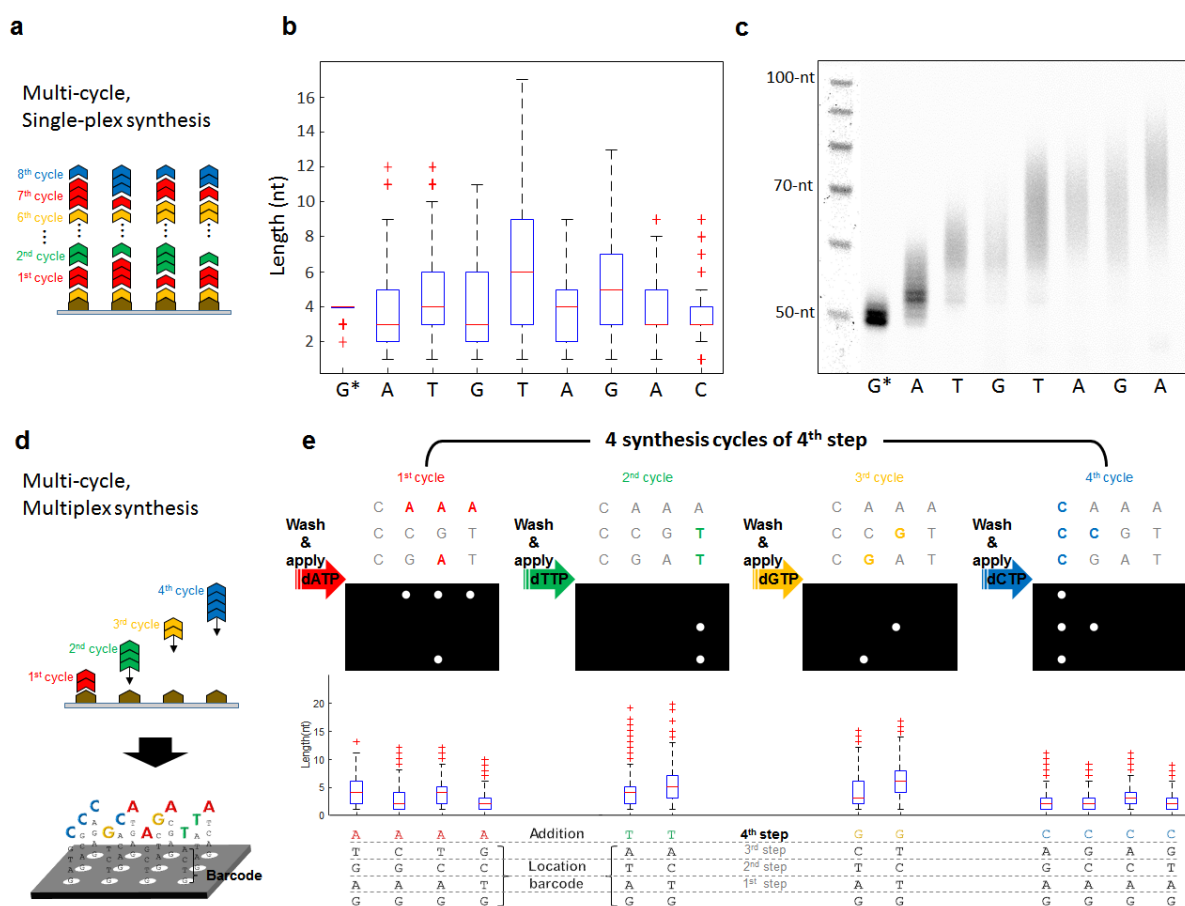 a
Multi-cycle,
Single-plex synthesis
8th cycle
7th cycle
6th cycle
2nd cycle
1st cycle
b
Length (nt)
16
14
12
10
8
6
4
2
G* A T G T A G A C
c
100-nt
70-nt
50-nt
G* A T G T A G A
d
Multi-cycle,
Multiplex synthesis
4th cycle
3rd cycle
2nd cycle
1st cycle
C C C A G C A G A A T T
Barcode
e
4 synthesis cycles of 4th step
1st cycle 2nd cycle 3rd cycle 4th cycle
Wash & apply dATP
C A A A
C C G T
C G A T
Wash & apply dTTP
C A A A
C C G T
C G A T
Wash & apply dGTP
C A A A
C C G T
C G A T
Wash & apply dCTP
C A A A
C C G T
C G A T
Length(nt)
20
15
10
5
0
A A A A Addition T T 4th step G G C C C C
T C T G A A 3rd step C T A G A G
G G C C Location T C 2nd step T C G C C T
A A A T barcode A T 1st step A T A A A A
G G G G G G G G G G G G